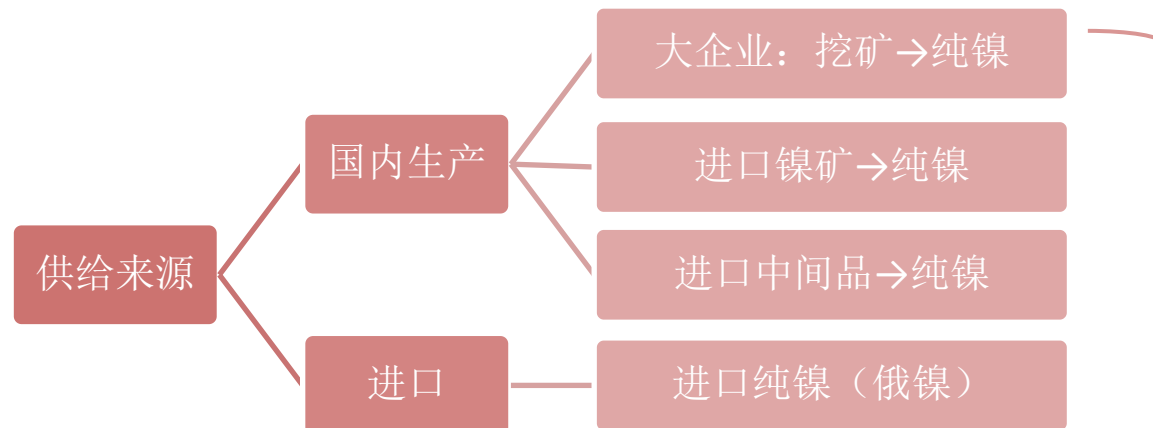 大企业：挖矿→纯镍
国内生产
进口镍矿→纯镍
供给来源
进口中间品→纯镍
进口
进口纯镍（俄镍）